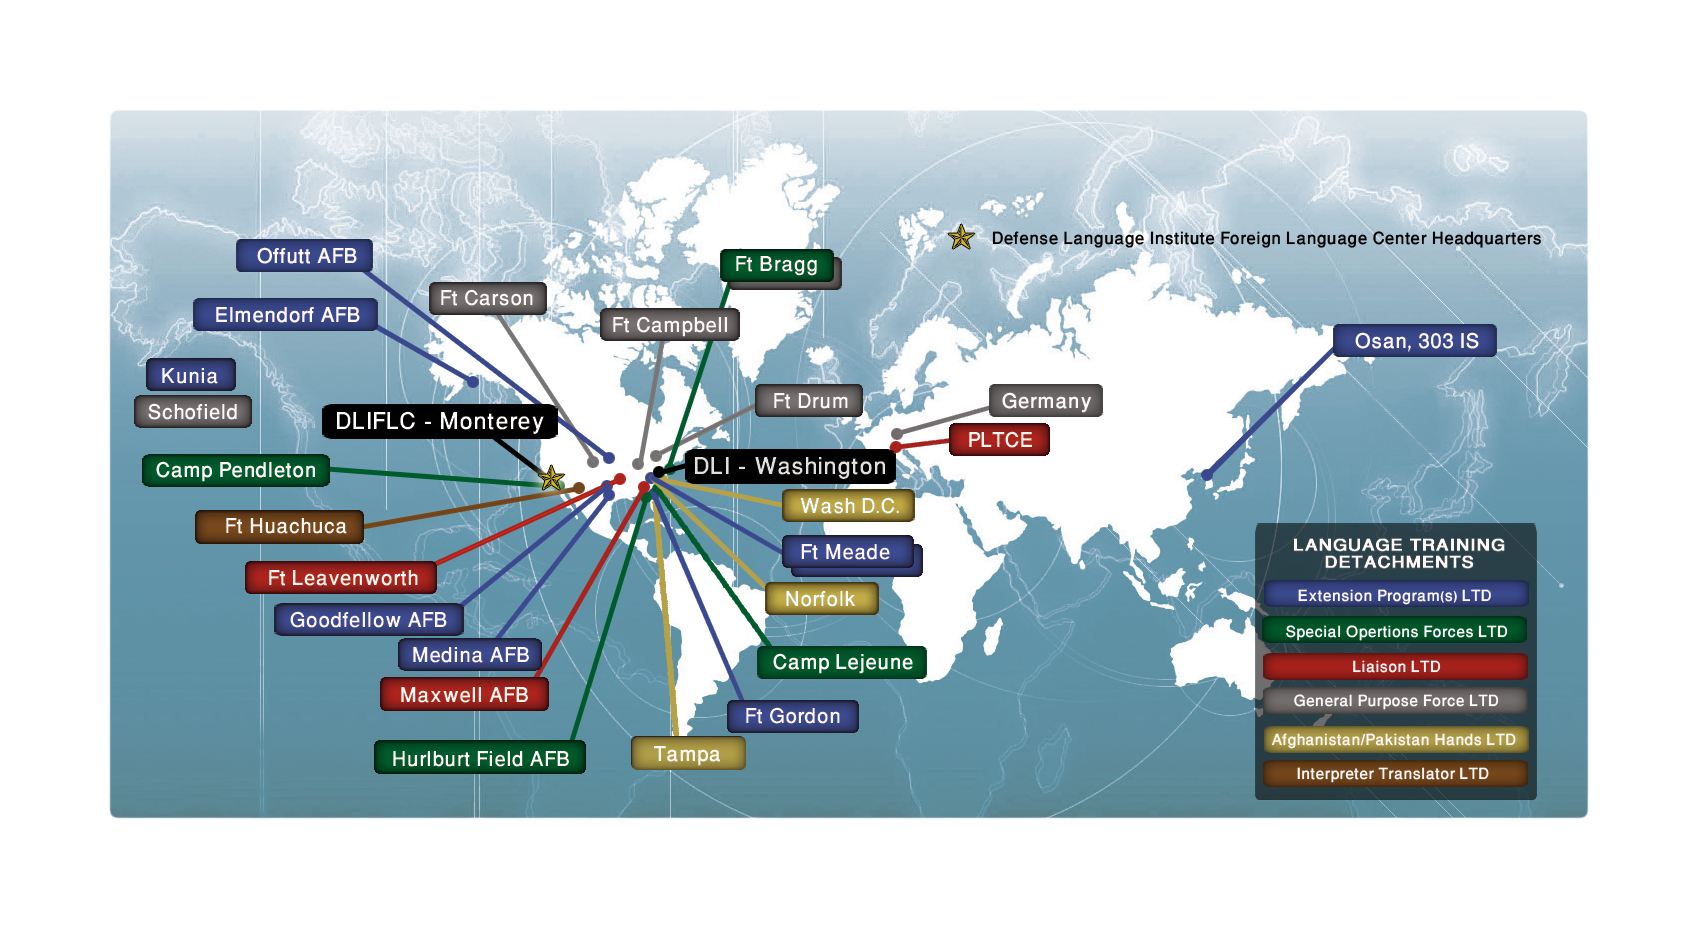 Defense Language Institute Foreign Language Center Headquarters
Offutt AFB
Ft Bragg
Ft Carson
Elmendorf AFB
Ft Campbell
Osan, 303 IS
Kunia
Schofield
Ft Drum
Germany
DLIFLC - Monterey
PLTCE
Camp Pendleton
DLI - Washington
Wash D.C.
Ft Huachuca
Ft Meade
Ft Leavenworth
Norfolk
Goodfellow AFB
Medina AFB
Camp Lejeune
Maxwell AFB
Ft Gordon
Hurlburt Field AFB
Tampa
LANGUAGE TRAINING
DETACHMENTS
Extension Program(s) LTD
Special Opertions Forces LTD
Liaison LTD
General Purpose Force LTD
Afghanistan/Pakistan Hands LTD
Interpreter Translator LTD